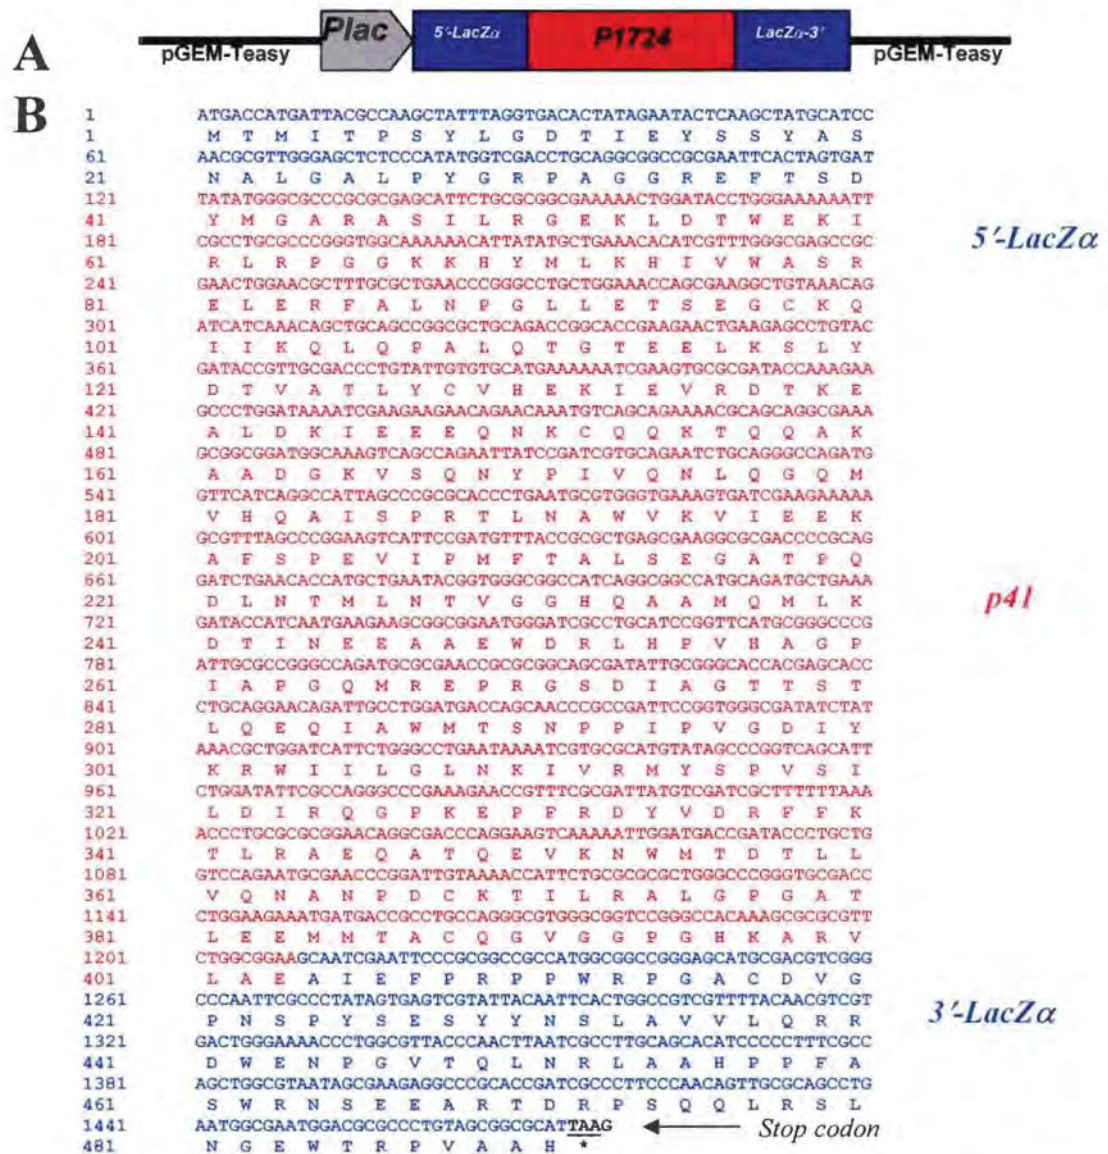 A
Plac
5'-LacZα
P1724
LacZα-3'
pGEM-Teasy
pGEM-Teasy
B
1 ATGACCATGATTACGCCAAGCTATTTAGGTGACACTATAGAATACTCAAGCTATGCATCC
1 M T M I T P S Y L G D T I E Y S S Y A S
61 AACGCGTTGGGAGCTCTCCCATATGGTCGACCTGCAGGCGGCCGCGAATTCACTAGTGAT
21 N A L G A L P Y G R P A G G R E F T S D
121 TATATGGGCGCCCGCGCGAGCATTCTGCGCGGCGAAAAACTGGATACCTGGGAAAAAATT
41 Y M G A R A S I L R G E K L D T W E K I
181 CGCCTGCGCCCGGGTGGCAAAAAACATTATATGCTGAAACACATCGTTTGGGCGAGCCGC
61 R L R P G G K K H Y M L K H I V W A S R
5'-LacZα
241 GAACTGGAACGCTTTGCGCTGAACCCGGGCCTGCTGGAAACCAGCGAAGGCTGTAAACAG
81 E L E R F A L N P G L L E T S E G C K Q
301 ATCATCAAACAGCTGCAGCCGGCGCTGCAGACCGGCACCGAAGAACTGAAGAGCCTGTAC
101 I I K Q L Q P A L Q T G T E E L K S L Y
361 GATACCGTTGCGACCCTGTATTGTGTGCATGAAAAAATCGAAGTGCGCGATACCAAAGAA
121 D T V A T L Y C V H E K I E V R D T K E
421 GCCCTGGATAAAATCGAAGAAGAACAGAACAAATGTCAGCAGAAAACGCAGCAGGCGAAA
141 A L D K I E E E Q N K C Q Q K T Q Q A K
481 GCGGCGGATGGCAAAGTCAGCCAGAATTATCCGATCGTGCAGAATCTGCAGGGCCAGATG
161 A A D G K V S Q N Y P I V Q N L Q G Q M
541 GTTCATCAGGCCATTAGCCCGCGCACCCTGAATGCGTGGGTGAAAGTGATCGAAGAAAAA
181 V H Q A I S P R T L N A W V K V I E E K
601 GCGTTTAGCCCGGAAGTCATTCCGATGTTTACCGCGCTGAGCGAAGGCGCGACCCCGCAG
201 A F S P E V I P M F T A L S E G A T P Q
661 GATCTGAACACCATGCTGAATACGGTGGGCGGCCATCAGGCGGCCATGCAGATGCTGAAA
221 D L N T M L N T V G G H Q A A M Q M L K
p41
721 GATACCATCAATGAAGAAGCGGCGGAATGGGATCGCCTGCATCCGGTTCATGCGGGCCCG
241 D T I N E E A A E W D R L H P V H A G P
781 ATTGCGCCGGGCCAGATGCGCGAACCGCGCGGCAGCGATATTGCGGGCACCACGAGCACC
261 I A P G Q M R E P R G S D I A G T T S T
841 CTGCAGGAACAGATTGCCTGGATGACCAGCAACCCGCCGATTCCGGTGGGCGATATCTAT
281 L Q E Q I A W M T S N P P I P V G D I Y
901 AAACGCTGGATCATTCTGGGCCTGAATAAAATCGTGCGCATGTATAGCCCGGTCAGCATT
301 K R W I I L G L N K I V R M Y S P V S I
961 CTGGATATTCGCCAGGGCCCGAAAGAACCGTTTCGCGATTATGTCGATCGCTTTTTTAAA
321 L D I R Q G P K E P F R D Y V D R F F K
1021 ACCCTGCGCGCGGAACAGGCGACCCAGGAAGTCAAAAATTGGATGACCGATACCCTGCTG
341 T L R A E Q A T Q E V K N W M T D T L L
1081 GTCCAGAATGCGAACCCGGATTGTAAAACCATTCTGCGCGCGCTGGGCCCGGGTGCGACC
361 V Q N A N P D C K T I L R A L G P G A T
1141 CTGGAAGAAATGATGACCGCCTGCCAGGGCGTGGGCGGTCCGGGCCACAAAGCGCGCGTT
381 L E E M M T A C Q G V G G P G H K A R V
1201 CTGGCGGAAGCAATCGAATTCCCGCGGCCGCCATGGCGGCCGGGAGCATGCGACGTCGGG
401 L A E A I E F P R P P W R P G A C D V G
1261 CCCAATTCGCCCTATAGTGAGTCGTATTACAATTCACTGGCCGTCGTTTTACAACGTCGT
421 P N S P Y S E S Y Y N S L A V V L Q R R
3'-LacZα
1321 GACTGGGAAAACCCTGGCGTTACCCAACTTAATCGCCTTGCAGCACATCCCCCTTTCGCC
441 D W E N P G V T Q L N R L A A H P P F A
1381 AGCTGGCGTAATAGCGAAGAGGCCCGCACCGATCGCCCTTCCCAACAGTTGCGCAGCCTG
461 S W R N S E E A R T D R P S Q Q L R S L
1441 AATGGCGAATGGACGCGCCCTGTAGCGGCGCATTAAG
Stop codon
481 N G E W T R P V A A H *